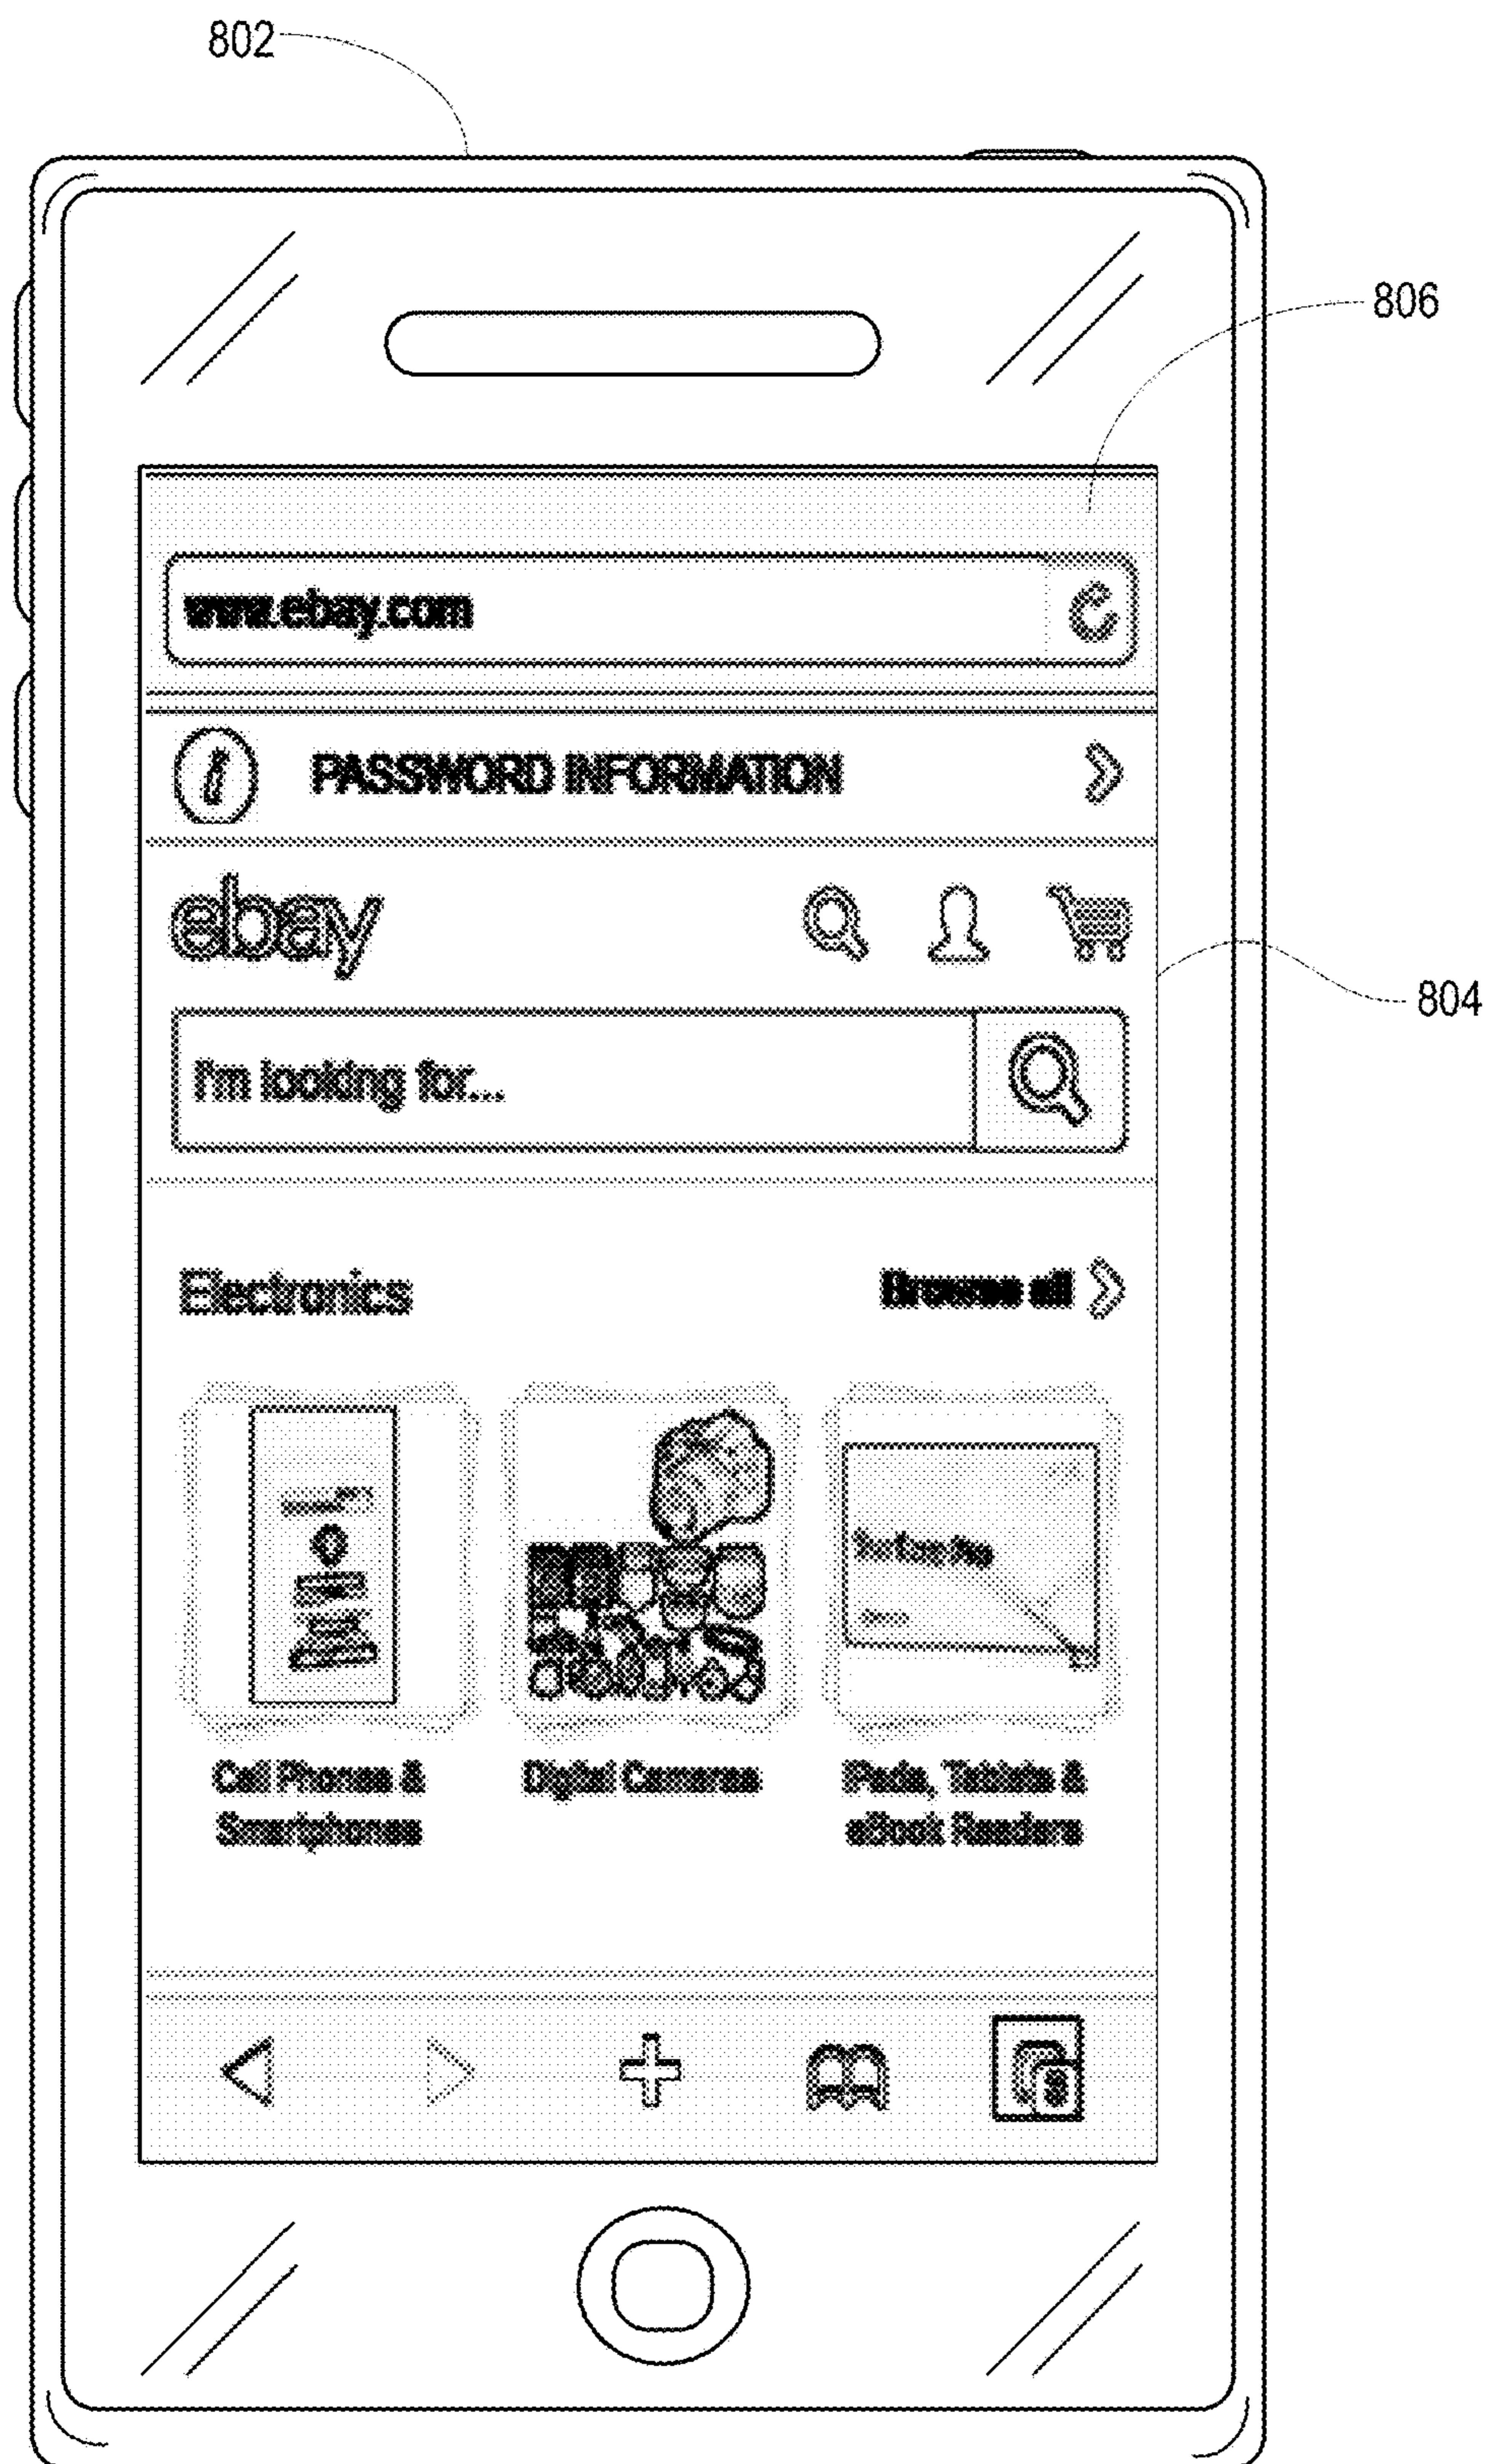 802
806
www.ebay.com
i PASSWORD INFORMATION
ebay
804
I'm looking for...
Electronics
Browse all
Cell Phones &
Smartphones
Digital Cameras
iPads, Tablets &
eBook Readers